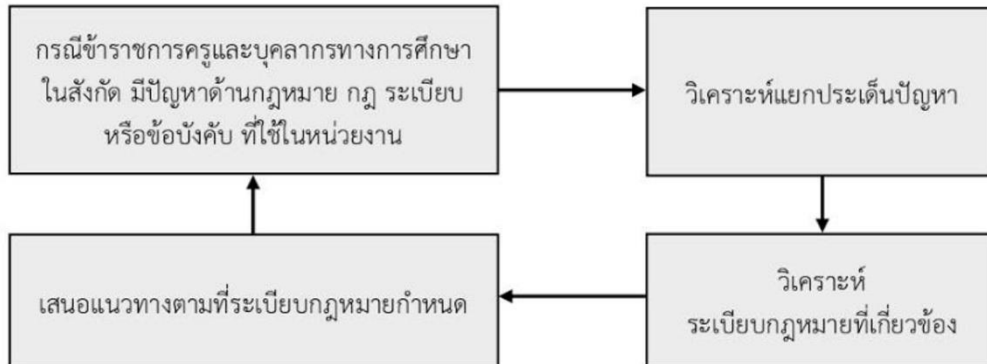 กรณีข้าราชการครูและบุคลากรทางการศึกษา
ในสังกัด มีปัญหาด้านกฎหมาย กฎ ระเบียบ
หรือข้อบังคับ ที่ใช้ในหน่วยงาน
วิเคราะห์แยกประเด็นปัญหา
วิเคราะห์
ระเบียบกฎหมายที่เกี่ยวข้อง
เสนอแนวทางตามที่ระเบียบกฎหมายกำหนด